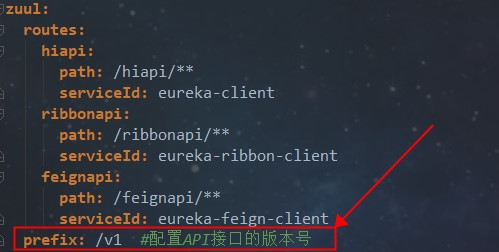 zuul:
routes:
hiapi:
path: /hiapi/**
serviceId: eureka-client
ribbonapi:
path: /ribbonapi/**
serviceId: eureka-ribbon-client
feignapi:
path: /feignapi/**
serviceId: eureka-feign-client
prefix: /v1 #配置API接口的版本号